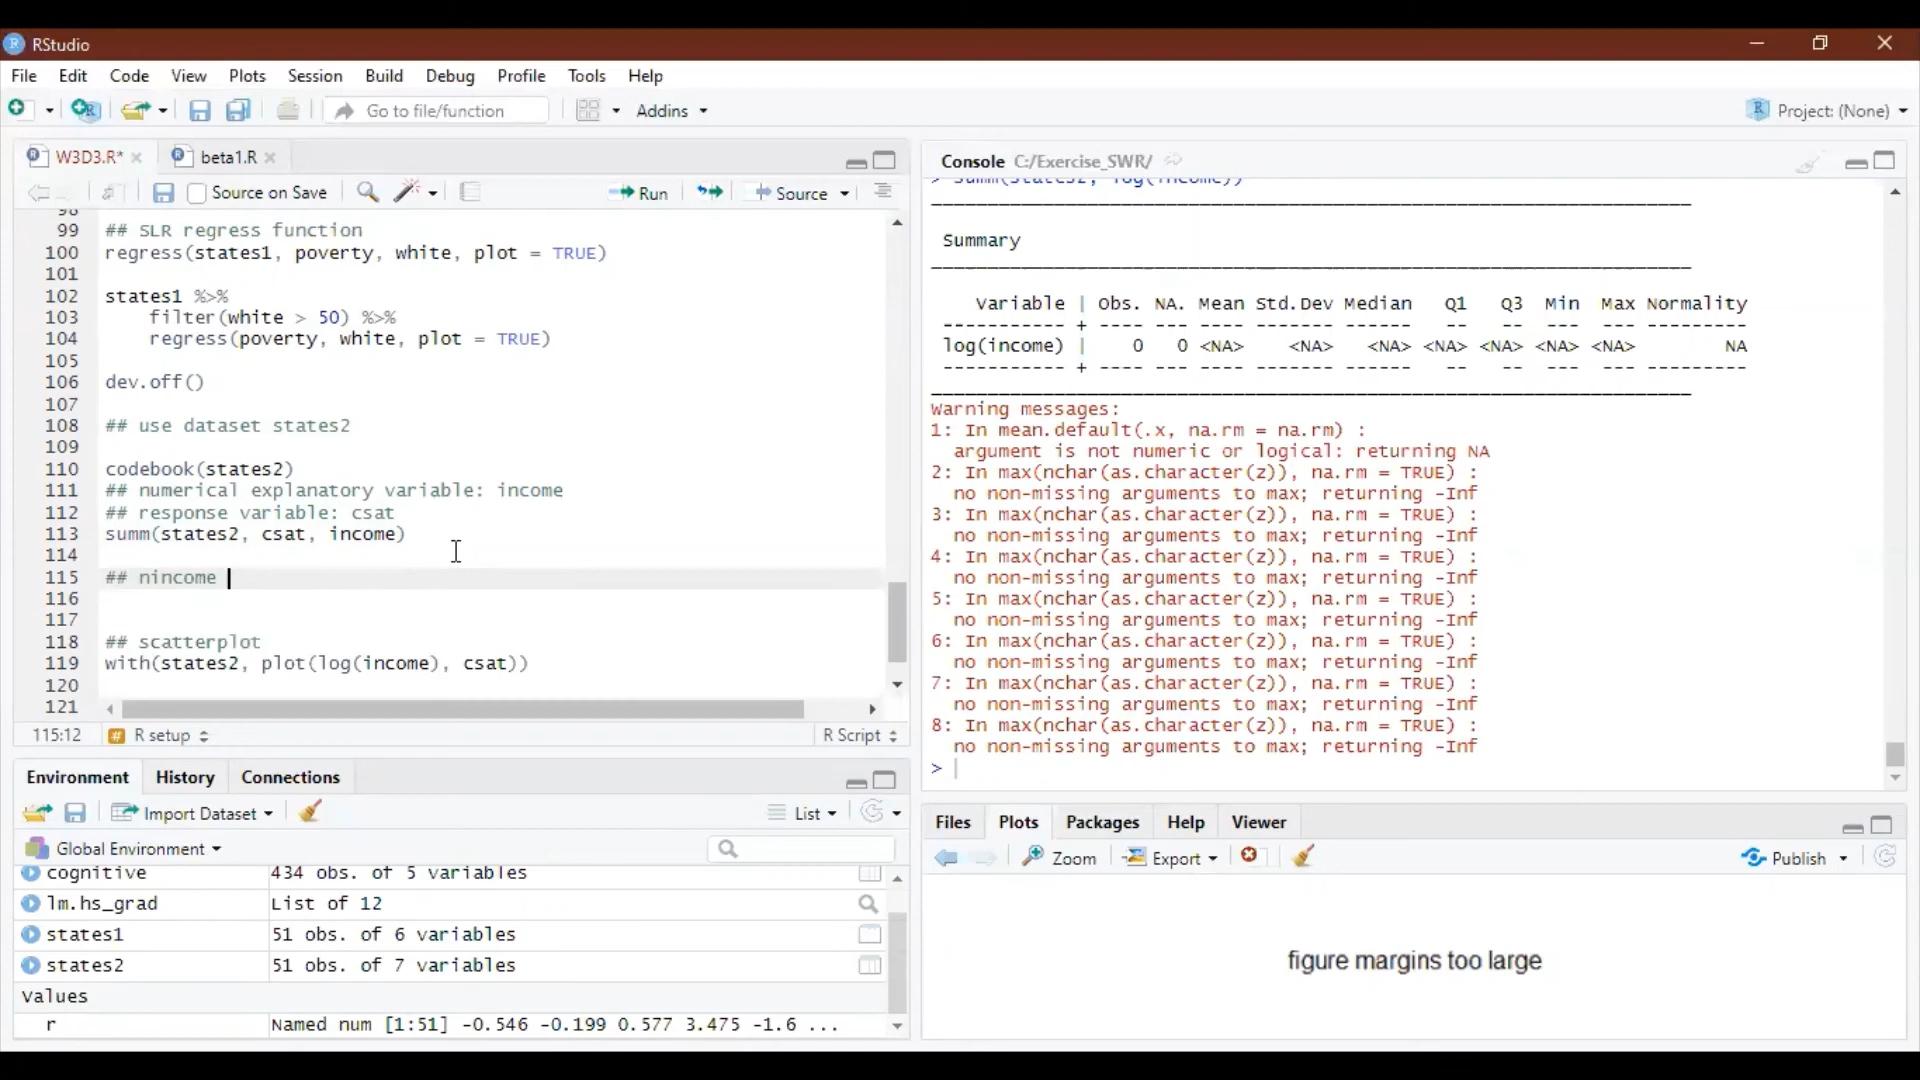 RStudio
File Edit Code View Plots Session Build Debug Profile Tools Help
Go to file/function Addins Project: (None)
W3D3.R* beta1.R
Source on Save Run Source
98
99 ## SLR regress function
100 regress(states1, poverty, white, plot = TRUE)
101
102 states1 %>%
103 filter(white > 50) %>%
104 regress(poverty, white, plot = TRUE)
105
106 dev.off()
107
108 ## use dataset states2
109
110 codebook(states2)
111 ## numerical explanatory variable: income
112 ## response variable: csat
113 summ(states2, csat, income)
114
115 ## nincome
116
117
118 ## scatterplot
119 with(states2, plot(log(income), csat))
120
121
115:12 # R setup R Script
Environment History Connections
Import Dataset List
Global Environment
cognitive 434 obs. of 5 variables
lm.hs_grad List of 12
states1 51 obs. of 6 variables
states2 51 obs. of 7 variables
Values
r Named num [1:51] -0.546 -0.199 0.577 3.475 -1.6 ...
Console C:/Exercise_SWR/
> summ(states2, log(income))
Summary
Variable | Obs. NA. Mean Std.Dev Median Q1 Q3 Min Max Normality
----------- + ---- --- ---- ------- ------ -- -- --- --- ---------
log(income) | 0 0 <NA> <NA> <NA> <NA> <NA> <NA> <NA> NA
----------- + ---- --- ---- ------- ------ -- -- --- --- ---------
Warning messages:
1: In mean.default(.x, na.rm = na.rm) :
argument is not numeric or logical: returning NA
2: In max(nchar(as.character(z)), na.rm = TRUE) :
no non-missing arguments to max; returning -Inf
3: In max(nchar(as.character(z)), na.rm = TRUE) :
no non-missing arguments to max; returning -Inf
4: In max(nchar(as.character(z)), na.rm = TRUE) :
no non-missing arguments to max; returning -Inf
5: In max(nchar(as.character(z)), na.rm = TRUE) :
no non-missing arguments to max; returning -Inf
6: In max(nchar(as.character(z)), na.rm = TRUE) :
no non-missing arguments to max; returning -Inf
7: In max(nchar(as.character(z)), na.rm = TRUE) :
no non-missing arguments to max; returning -Inf
8: In max(nchar(as.character(z)), na.rm = TRUE) :
no non-missing arguments to max; returning -Inf
>
Files Plots Packages Help Viewer
Zoom Export Publish
figure margins too large